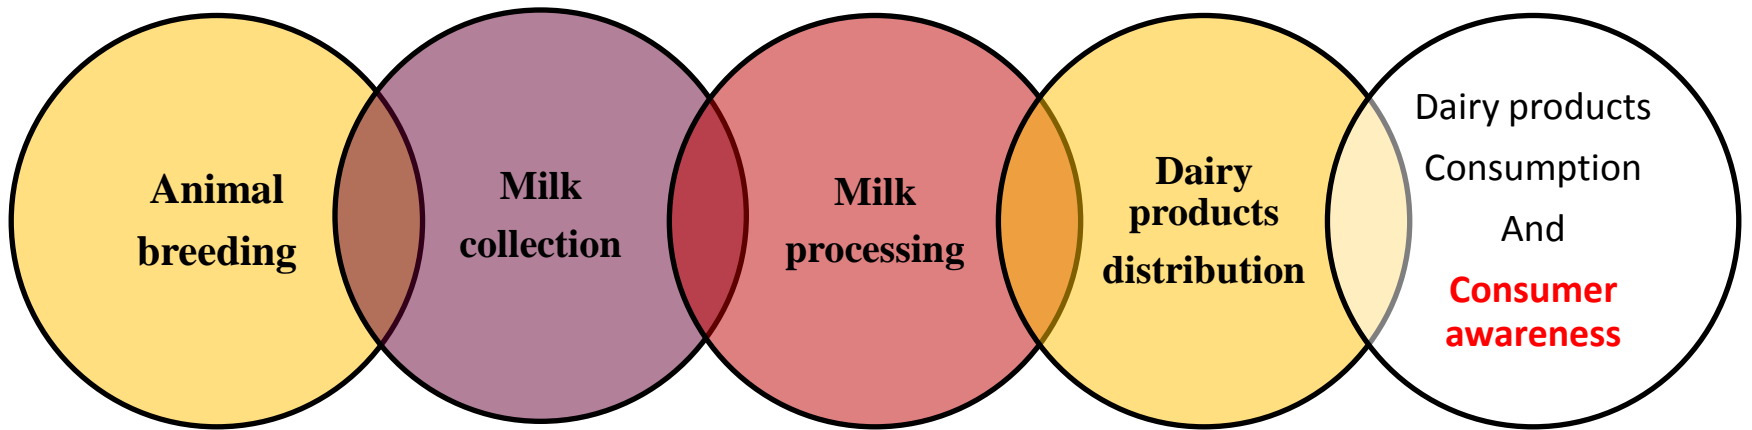 Animal
breeding
Milk
collection
Milk
processing
Dairy
products
distribution
Dairy products
Consumption
And
Consumer
awareness